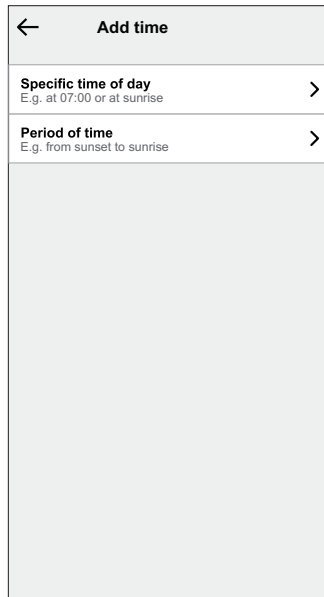 Add time
Specific time of day
E.g. at 07:00 or at sunrise
Period of time
E.g. from sunset to sunrise